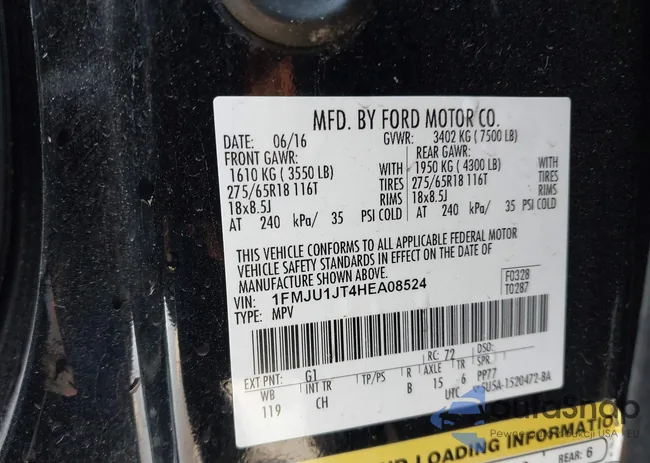 MFD. BY FORD MOTOR CO.
DATE: 06/16 GVWR: 3402 KG ( 7500 LB)
FRONT GAWR: REAR GAWR:
1610 KG ( 3550 LB) WITH 1950 KG ( 4300 LB) WITH
275/65R18 116T TIRES 275/65R18 116T TIRES
18x8.5J RIMS 18x8.5J RIMS
AT 240 kPa/ 35 PSI COLD AT 240 kPa/ 35 PSI COLD
THIS VEHICLE CONFORMS TO ALL APPLICABLE FEDERAL MOTOR
VEHICLE SAFETY STANDARDS IN EFFECT ON THE DATE OF
MANUFACTURE SHOWN ABOVE.
F0328
VIN: 1FMJU1JT4HEA08524
T0287
TYPE: MPV
EXT PNT: G1 RC: 72 DSO:
WB INT TR TP/PS R AXLE TR SPR
119 CH B 15 6 PP77
UTC
5U5A-1520472-BA
autoSnap
LOADING INFORMATION
REAR: 6